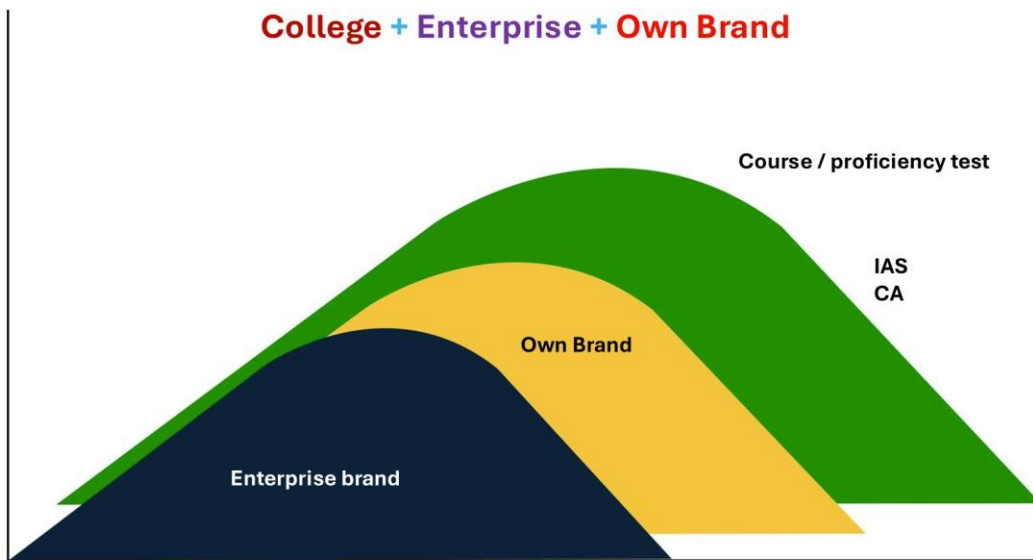 College + Enterprise + Own Brand
Course / proficiency test
IAS
CA
Own Brand
Enterprise brand